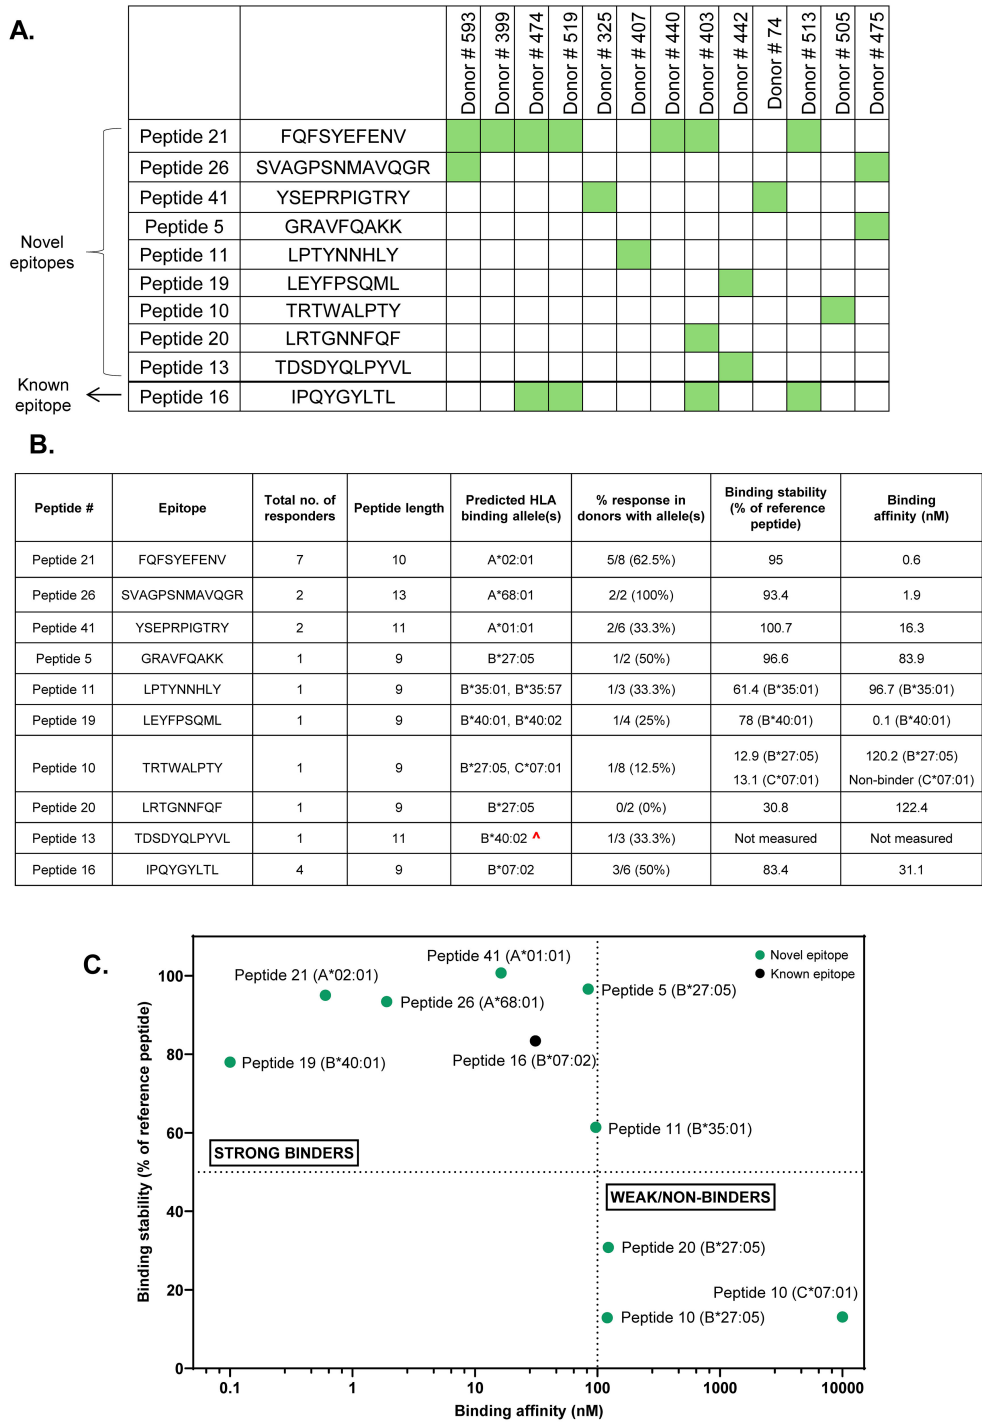 A.
Donor # 593
Donor # 399
Donor # 474
Donor # 519
Donor # 325
Donor # 407
Donor # 440
Donor # 403
Donor # 442
Donor # 74
Donor # 513
Donor # 505
Donor # 475
Novel
epitopes
Peptide 21 FQFSYEFENV
Peptide 26 SVAGPSNMAVQGR
Peptide 41 YSEPRPIGTRY
Peptide 5 GRAVFQAKK
Peptide 11 LPTYNNHLY
Peptide 19 LEYFPSQML
Peptide 10 TRTWALPTY
Peptide 20 LRTGNNFQF
Peptide 13 TDSDYQLPYVL
Known
epitope
Peptide 16 IPQYGYLTL
B.
Peptide #
Epitope
Total no. of
responders
Peptide length
Predicted HLA
binding allele(s)
% response in
donors with allele(s)
Binding stability
(% of reference
peptide)
Binding
affinity (nM)
Peptide 21 FQFSYEFENV 7 10 A*02:01 5/8 (62.5%) 95 0.6
Peptide 26 SVAGPSNMAVQGR 2 13 A*68:01 2/2 (100%) 93.4 1.9
Peptide 41 YSEPRPIGTRY 2 11 A*01:01 2/6 (33.3%) 100.7 16.3
Peptide 5 GRAVFQAKK 1 9 B*27:05 1/2 (50%) 96.6 83.9
Peptide 11 LPTYNNHLY 1 9 B*35:01, B*35:57 1/3 (33.3%) 61.4 (B*35:01) 96.7 (B*35:01)
Peptide 19 LEYFPSQML 1 9 B*40:01, B*40:02 1/4 (25%) 78 (B*40:01) 0.1 (B*40:01)
Peptide 10 TRTWALPTY 1 9 B*27:05, C*07:01 1/8 (12.5%) 12.9 (B*27:05) 120.2 (B*27:05)
13.1 (C*07:01) Non-binder (C*07:01)
Peptide 20 LRTGNNFQF 1 9 B*27:05 0/2 (0%) 30.8 122.4
Peptide 13 TDSDYQLPYVL 1 11 B*40:02 ^ 1/3 (33.3%) Not measured Not measured
Peptide 16 IPQYGYLTL 4 9 B*07:02 3/6 (50%) 83.4 31.1
C.
Binding stability (% of reference peptide)
100
80
60
40
20
0
Novel epitope
Known epitope
Peptide 41 (A*01:01)
Peptide 21 (A*02:01)
Peptide 26 (A*68:01)
Peptide 5 (B*27:05)
Peptide 16 (B*07:02)
Peptide 19 (B*40:01)
Peptide 11 (B*35:01)
STRONG BINDERS
WEAK/NON-BINDERS
Peptide 20 (B*27:05)
Peptide 10 (C*07:01)
Peptide 10 (B*27:05)
0.1 1 10 100 1000 10000
Binding affinity (nM)